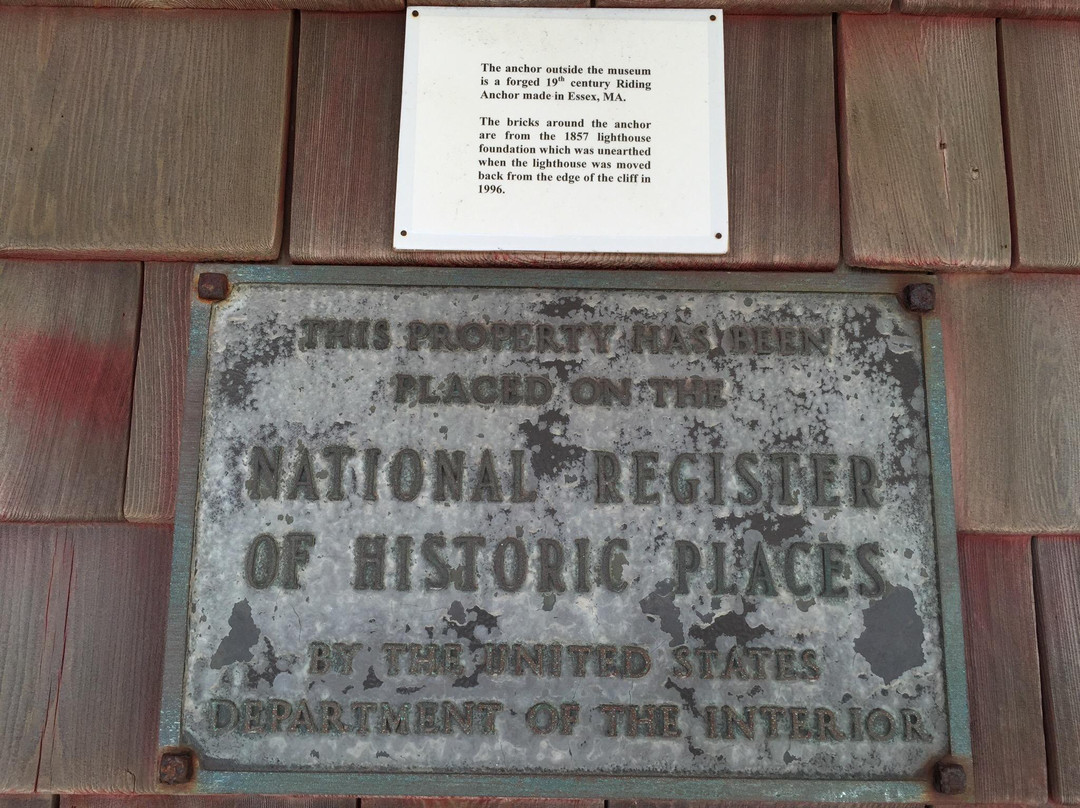 The anchor outside the museum
is a forged 19th century Riding
Anchor made in Essex, MA.
The bricks around the anchor
are from the 1857 lighthouse
foundation which was unearthed
when the lighthouse was moved
back from the edge of the cliff in
1996.
THIS PROPERTY HAS BEEN
PLACED ON THE
NATIONAL REGISTER
OF HISTORIC PLACES
BY THE UNITED STATES
DEPARTMENT OF THE INTERIOR